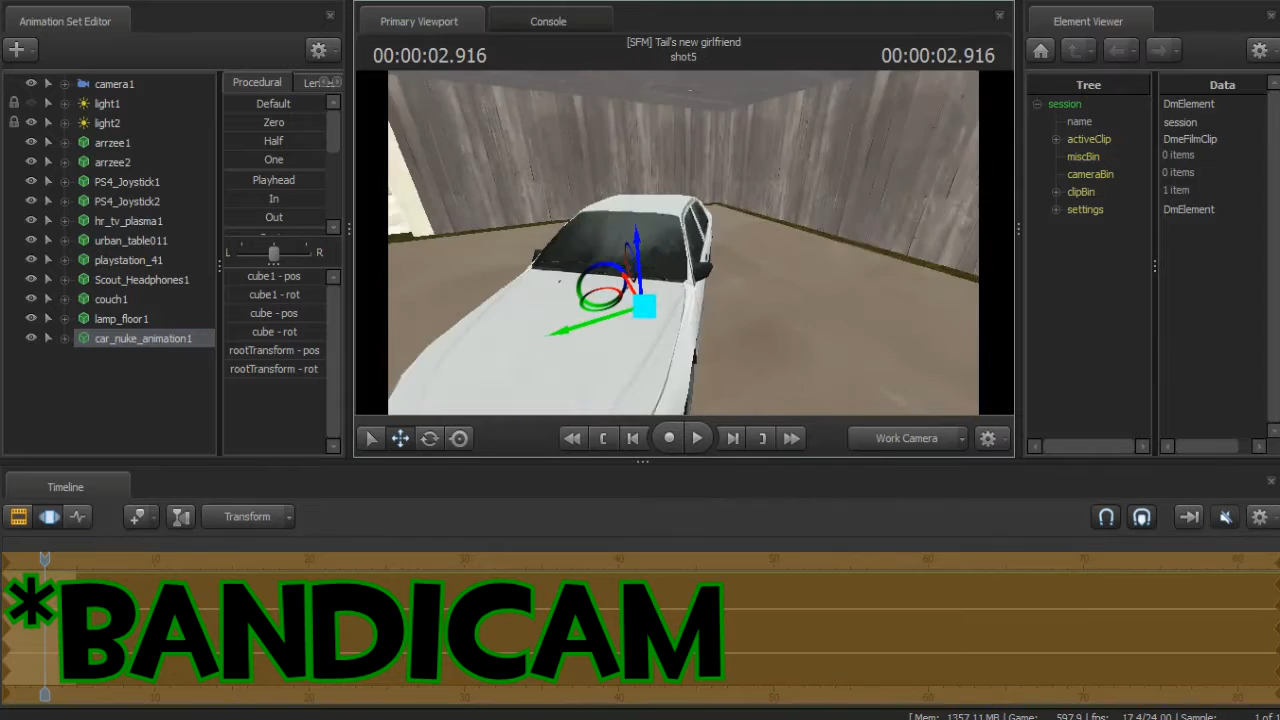 Animation Set Editor
Primary Viewport
Console
Element Viewer
00:00:02.916
[SFM] Tail's new girlfriend
shot5
00:00:02.916
camera1
light1
light2
arrzee1
arrzee2
PS4_Joystick1
PS4_Joystick2
hr_tv_plasma1
urban_table011
playstation_41
Scout_Headphones1
couch1
lamp_floor1
car_nuke_animation1
Procedural
Default
Zero
Half
One
Playhead
In
Out
L
R
cube1 - pos
cube1 - rot
cube - pos
cube - rot
rootTransform - pos
rootTransform - rot
Work Camera
Tree
Data
session
DmElement
name
session
activeClip
DmeFilmClip
miscBin
0 items
cameraBin
0 items
clipBin
1 item
settings
DmElement
Timeline
Transform
*BANDICAM